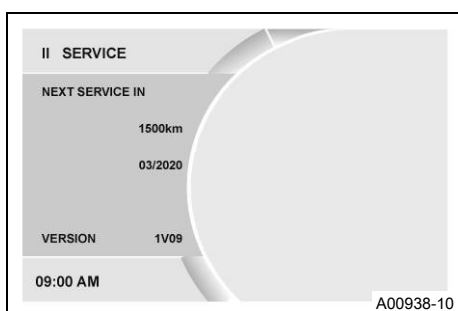 II SERVICE
NEXT SERVICE IN
1500km
03/2020
VERSION 1V09
09:00 AM
A00938-10